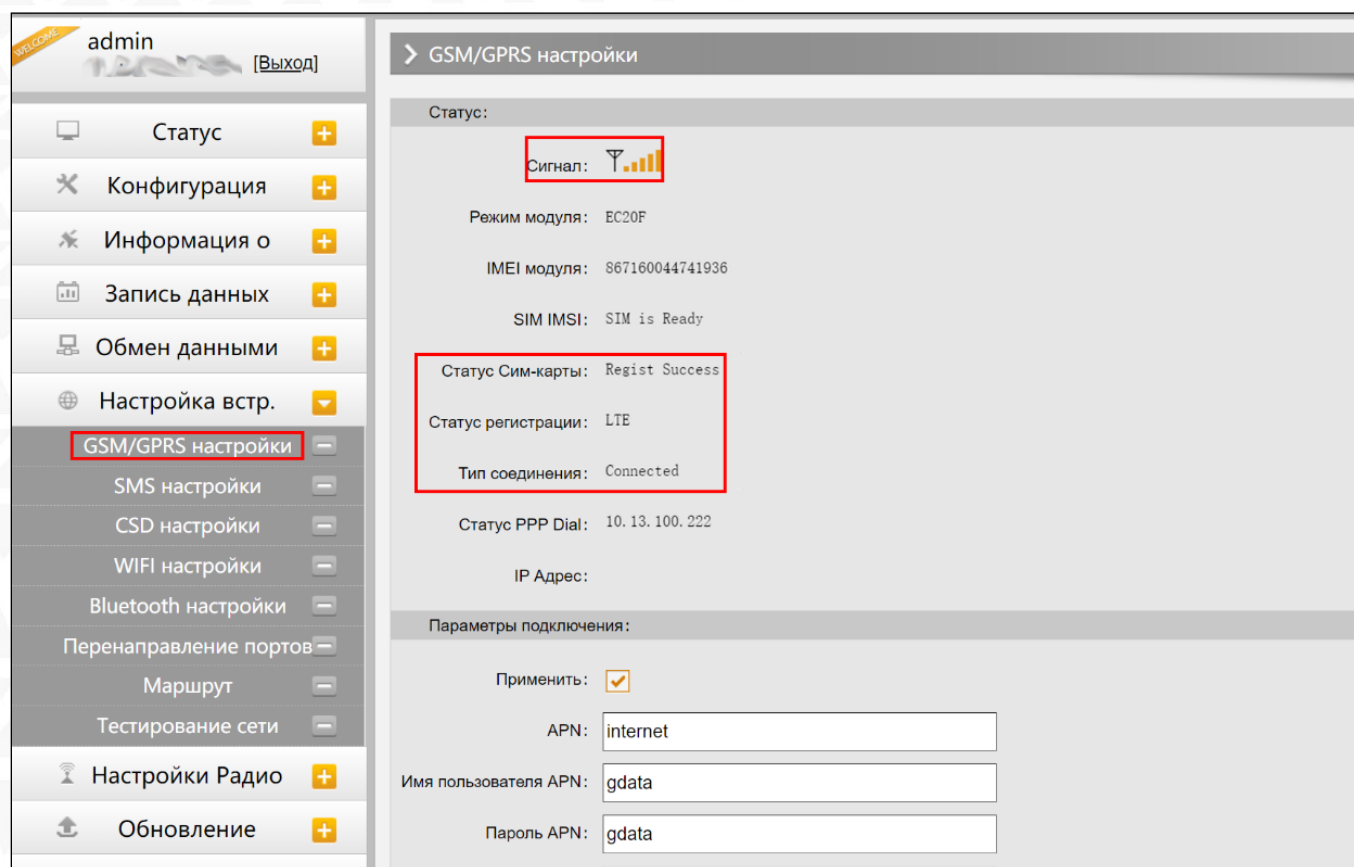 WELCOME
admin
[Выход]
Статус
Конфигурация
Информация о
Запись данных
Обмен данными
Настройка встр.
GSM/GPRS настройки
SMS настройки
CSD настройки
WIFI настройки
Bluetooth настройки
Перенаправление портов
Маршрут
Тестирование сети
Настройки Радио
Обновление
GSM/GPRS настройки
Статус:
Сигнал:
Режим модуля: EC20F
IMEI модуля: 867160044741936
SIM IMSI: SIM is Ready
Статус Сим-карты: Regist Success
Статус регистрации: LTE
Тип соединения: Connected
Статус PPP Dial: 10.13.100.222
IP Адрес:
Параметры подключения:
Применить:
APN: internet
Имя пользователя APN: gdata
Пароль APN: gdata